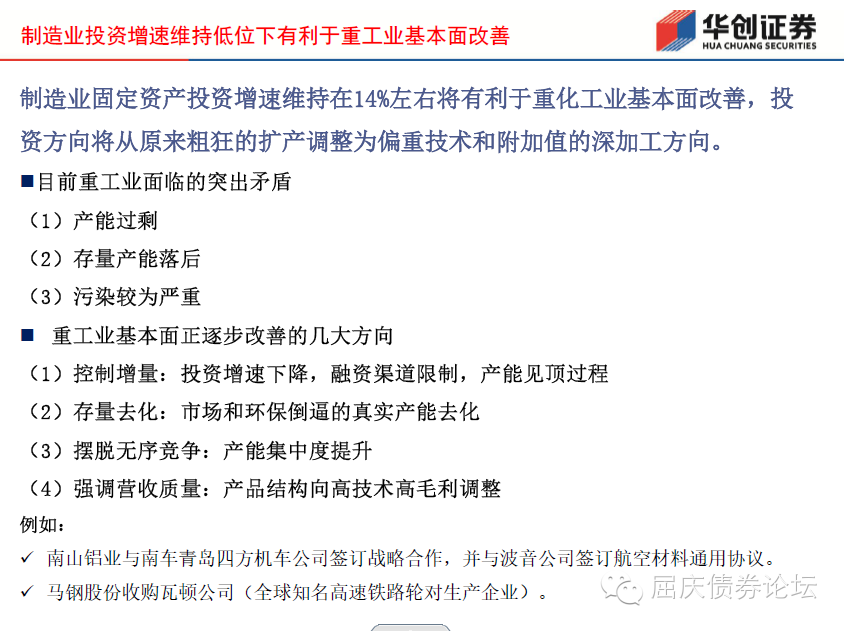 制造业投资增速维持低位下有利于重工业基本面改善
华创证券
HUA CHUANG SECURITIES
制造业固定资产投资增速维持在14%左右将有利于重化工业基本面改善，投
资方向将从原来粗狂的扩产调整为偏重技术和附加值的深加工方向。
■目前重工业面临的突出矛盾
（1）产能过剩
（2）存量产能落后
（3）污染较为严重
■ 重工业基本面正逐步改善的几大方向
（1）控制增量：投资增速下降，融资渠道限制，产能见顶过程
（2）存量去化：市场和环保倒逼的真实产能去化
（3）摆脱无序竞争：产能集中度提升
（4）强调营收质量：产品结构向高技术高毛利调整
例如：
✓ 南山铝业与南车青岛四方机车公司签订战略合作，并与波音公司签订航空材料通用协议。
✓ 马钢股份收购瓦顿公司（全球知名高速铁路轮对生产企业）。
屈庆债券论坛